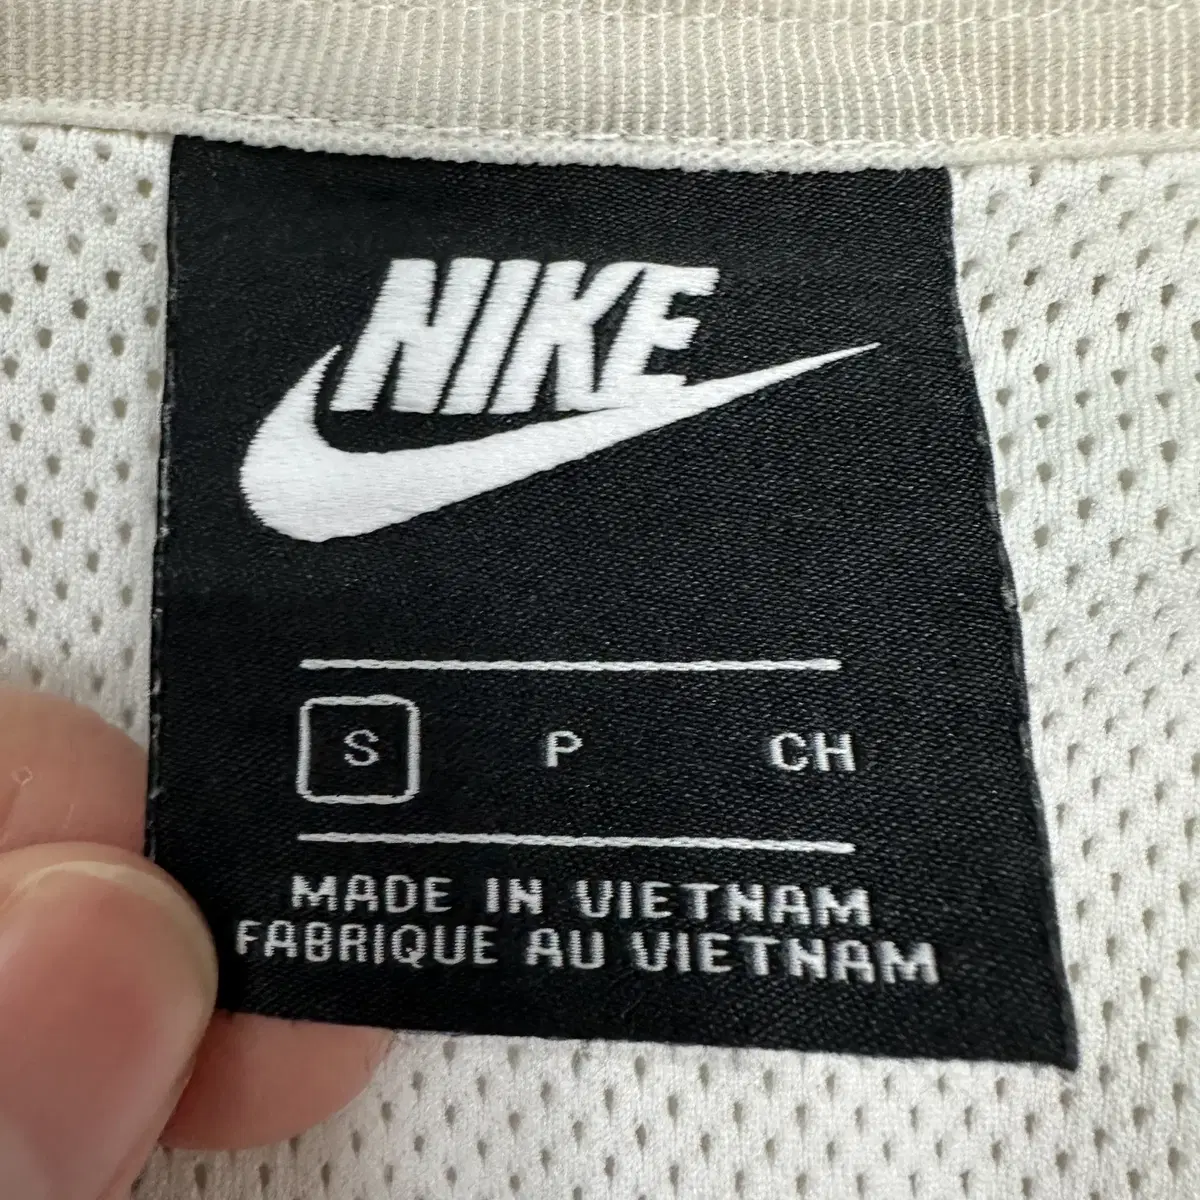 NIKE
S P CH
MADE IN VIETNAM
FABRIQUE AU VIETNAM